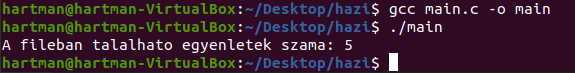 hartman@hartman-VirtualBox:~/Desktop/hazi$ gcc main.c -o main
hartman@hartman-VirtualBox:~/Desktop/hazi$ ./main
A fileban talalhato egyenletek szama: 5
hartman@hartman-VirtualBox:~/Desktop/hazi$